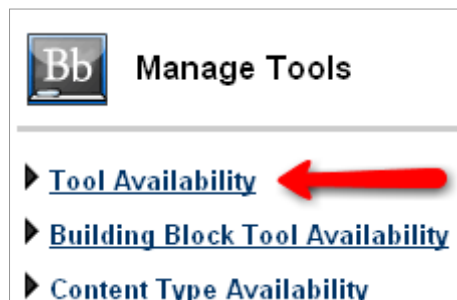 Bb Manage Tools
Tool Availability
Building Block Tool Availability
Content Type Availability